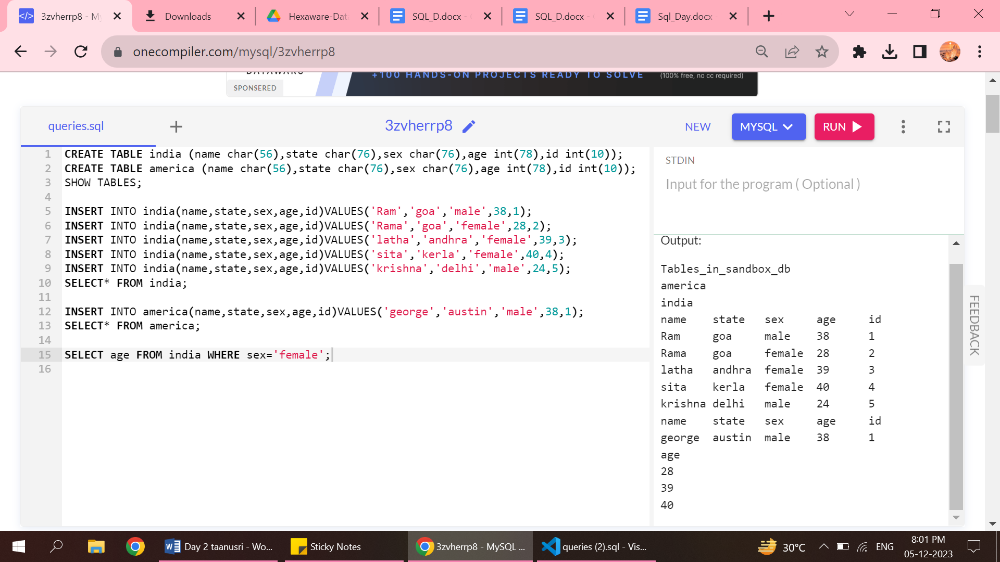 3zvherrp8 - My
Downloads
Hexaware-Data
SQL_D.docx -
SQL_D.docx -
Sql_Day.docx -
onecompiler.com/mysql/3zvherrp8
DATAWARS
+100 HANDS-ON PROJECTS READY TO SOLVE
(100% free, no cc required)
SPONSERED
queries.sql
3zvherrp8
NEW
MYSQL
RUN
1 CREATE TABLE india (name char(56),state char(76),sex char(76),age int(78),id int(10));
2 CREATE TABLE america (name char(56),state char(76),sex char(76),age int(78),id int(10));
3 SHOW TABLES;
4
5 INSERT INTO india(name,state,sex,age,id)VALUES('Ram','goa','male',38,1);
6 INSERT INTO india(name,state,sex,age,id)VALUES('Rama','goa','female',28,2);
7 INSERT INTO india(name,state,sex,age,id)VALUES('latha','andhra','female',39,3);
8 INSERT INTO india(name,state,sex,age,id)VALUES('sita','kerla','female',40,4);
9 INSERT INTO india(name,state,sex,age,id)VALUES('krishna','delhi','male',24,5);
10 SELECT* FROM india;
11
12 INSERT INTO america(name,state,sex,age,id)VALUES('george','austin','male',38,1);
13 SELECT* FROM america;
14
15 SELECT age FROM india WHERE sex='female';
16
STDIN
Input for the program ( Optional )
Output:
Tables_in_sandbox_db
america
india
name state sex age id
Ram goa male 38 1
Rama goa female 28 2
latha andhra female 39 3
sita kerla female 40 4
krishna delhi male 24 5
name state sex age id
george austin male 38 1
age
28
39
40
FEEDBACK
Day 2 taanusri - Wo...
Sticky Notes
3zvherrp8 - MySQL ...
queries (2).sql - Vis...
30°C
ENG
8:01 PM
05-12-2023